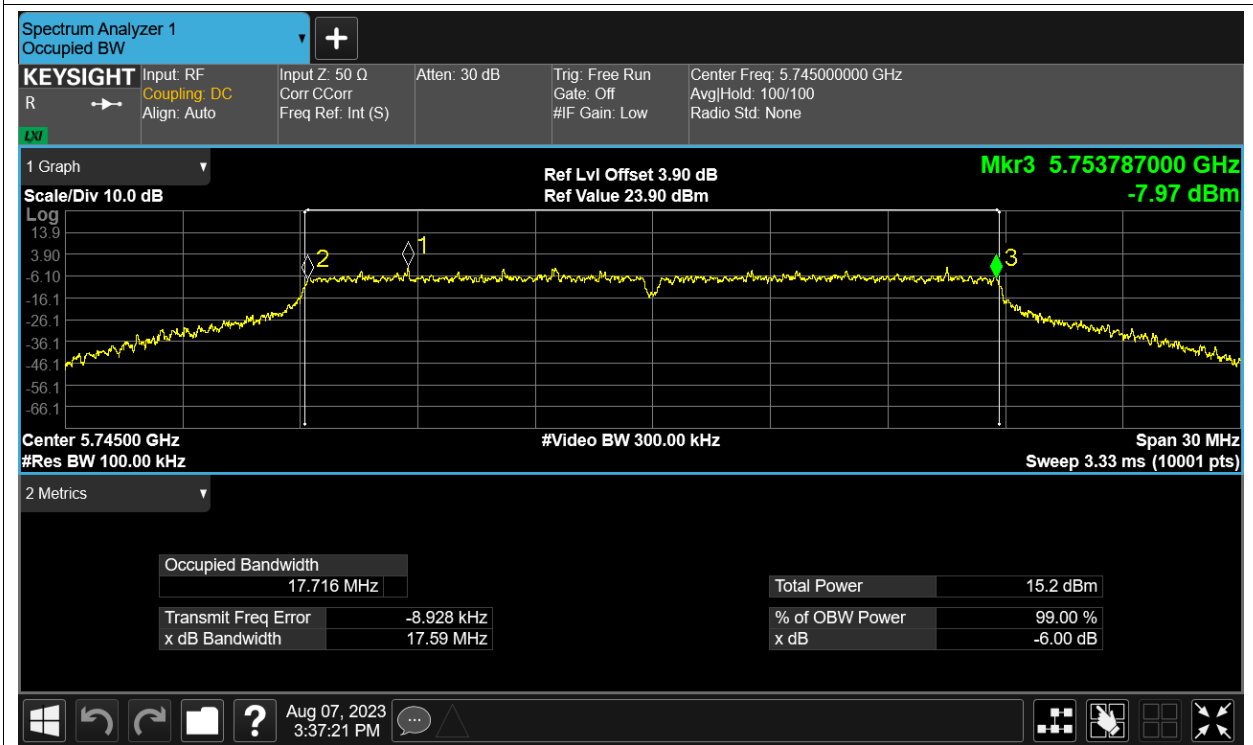 Spectrum Analyzer 1
Occupied BW
KEYSIGHT
R
LXI
Input: RF
Coupling: DC
Align: Auto
Input Z: 50 Ω
Corr CCorr
Freq Ref: Int (S)
Atten: 30 dB
Trig: Free Run
Gate: Off
#IF Gain: Low
Center Freq: 5.745000000 GHz
Avg|Hold: 100/100
Radio Std: None
1 Graph
Scale/Div 10.0 dB
Ref Lvl Offset 3.90 dB
Ref Value 23.90 dBm
Mkr3 5.753787000 GHz
-7.97 dBm
Log
13.9
3.90
-6.10
-16.1
-26.1
-36.1
-46.1
-56.1
-66.1
2
1
3
Center 5.74500 GHz
#Res BW 100.00 kHz
#Video BW 300.00 kHz
Span 30 MHz
Sweep 3.33 ms (10001 pts)
2 Metrics
Occupied Bandwidth
17.716 MHz
Transmit Freq Error -8.928 kHz
x dB Bandwidth 17.59 MHz
Total Power 15.2 dBm
% of OBW Power 99.00 %
x dB -6.00 dB
?
Aug 07, 2023
3:37:21 PM